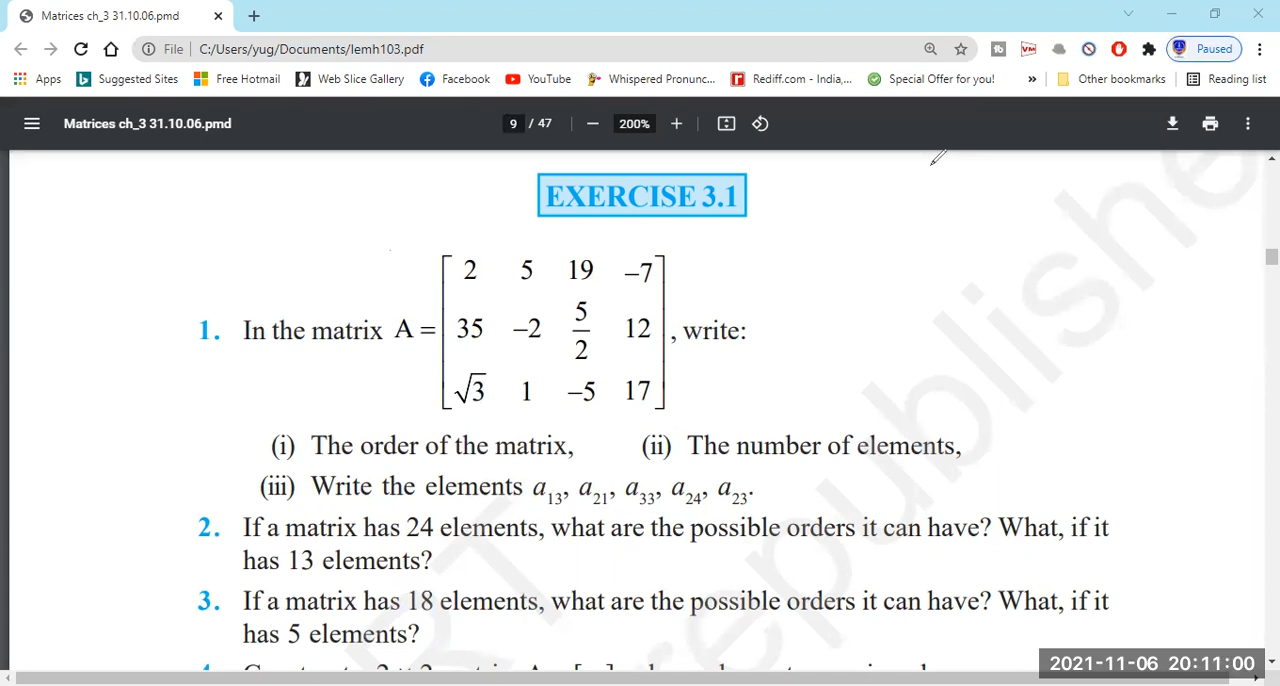 Matrices ch_3 31.10.06.pmd
File C:/Users/yug/Documents/lemh103.pdf Paused
Apps Suggested Sites Free Hotmail Web Slice Gallery Facebook YouTube Whispered Pronunc... Rediff.com - India,... Special Offer for you! » Other bookmarks Reading list
Matrices ch_3 31.10.06.pmd 9 / 47 — 200% +
EXERCISE 3.1
2 5 19 –7
1. In the matrix A = 35 –2 5/2 12 , write:
√3 1 –5 17
(i) The order of the matrix, (ii) The number of elements,
(iii) Write the elements a13, a21, a33, a24, a23.
2. If a matrix has 24 elements, what are the possible orders it can have? What, if it
has 13 elements?
3. If a matrix has 18 elements, what are the possible orders it can have? What, if it
has 5 elements?
2021-11-06 20:11:00
republishe